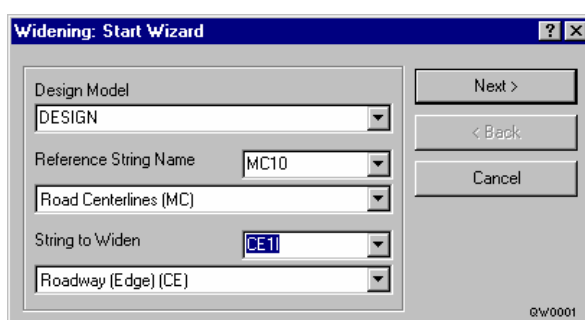 Widening: Start Wizard
Design Model
DESIGN
Reference String Name
MC10
Road Centerlines (MC)
String to Widen
CE1I
Roadway (Edge) (CE)
Next >
< Back
Cancel
QW0001